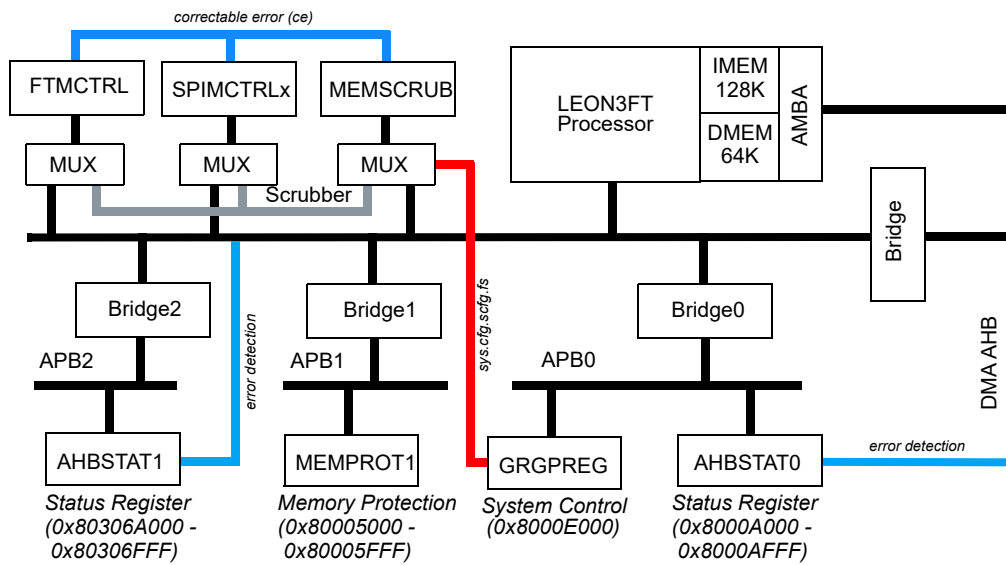 correctable error (ce)
FTMCTRL
SPIMCTRLx
MEMSCRUB
LEON3FT
Processor
IMEM
128K
DMEM
64K
AMBA
MUX
MUX
MUX
Scrubber
Bridge
Bridge2
Bridge1
Bridge0
error detection
sys.cfg.scfg.fs
DMA AHB
APB2
APB1
APB0
AHBSTAT1
MEMPROT1
GRGPREG
AHBSTAT0
error detection
Status Register
(0x80306A000 -
0x80306FFF)
Memory Protection
(0x80005000 -
0x80005FFF)
System Control
(0x8000E000)
Status Register
(0x8000A000 -
0x8000AFFF)